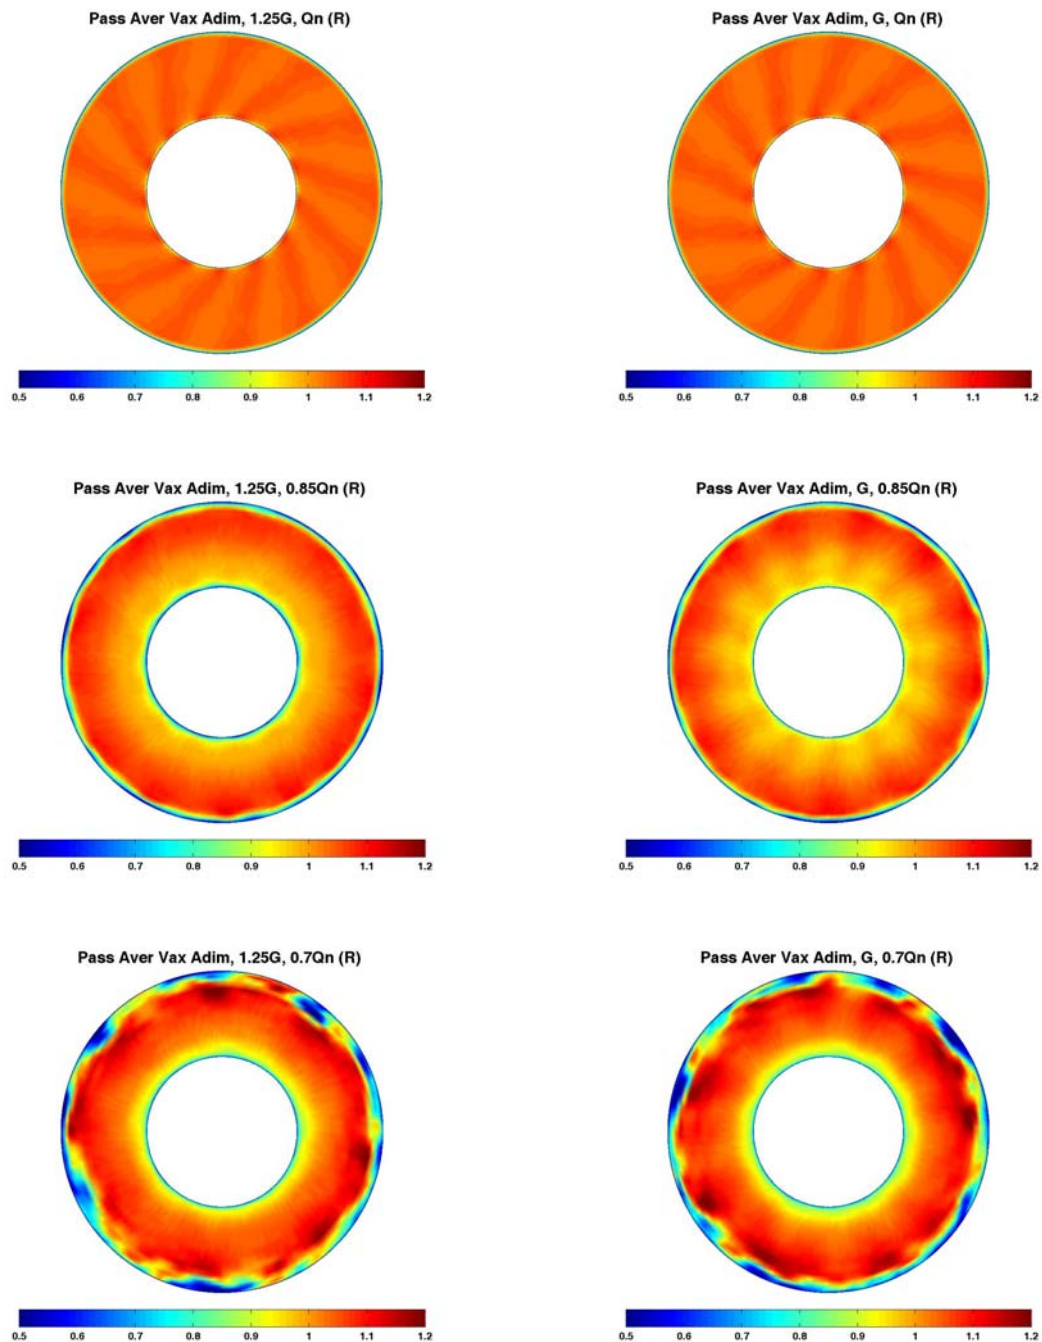 Pass Aver Vax Adim, 1.25G, Qn (R)
Pass Aver Vax Adim, G, Qn (R)
0.5 0.6 0.7 0.8 0.9 1 1.1 1.2
0.5 0.6 0.7 0.8 0.9 1 1.1 1.2
Pass Aver Vax Adim, 1.25G, 0.85Qn (R)
Pass Aver Vax Adim, G, 0.85Qn (R)
0.5 0.6 0.7 0.8 0.9 1 1.1 1.2
0.5 0.6 0.7 0.8 0.9 1 1.1 1.2
Pass Aver Vax Adim, 1.25G, 0.7Qn (R)
Pass Aver Vax Adim, G, 0.7Qn (R)
0.5 0.6 0.7 0.8 0.9 1 1.1 1.2
0.5 0.6 0.7 0.8 0.9 1 1.1 1.2